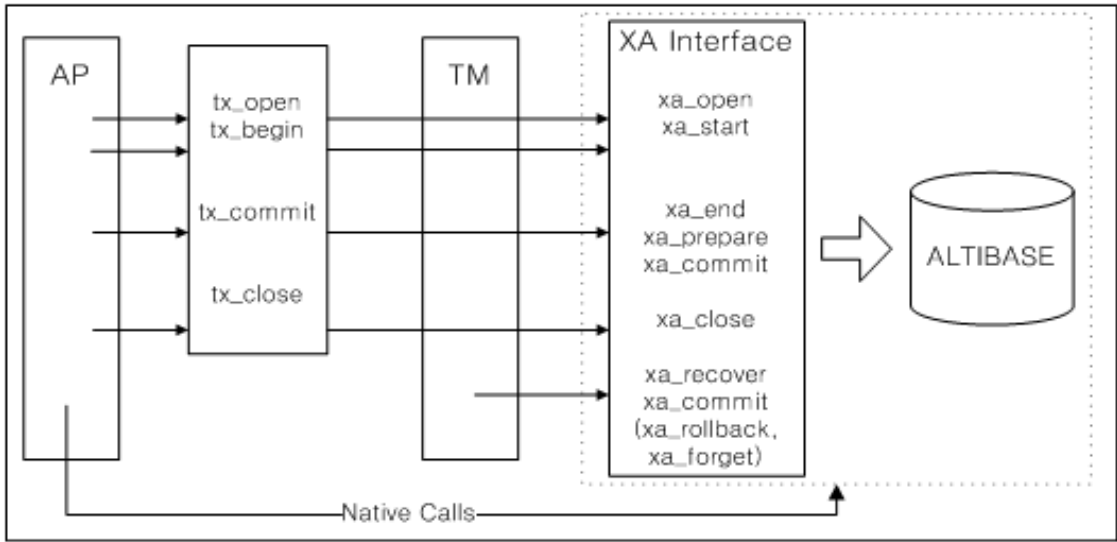 AP
tx_open
tx_begin
tx_commit
tx_close
TM
XA Interface
xa_open
xa_start
xa_end
xa_prepare
xa_commit
xa_close
xa_recover
xa_commit
(xa_rollback,
xa_forget)
ALTIBASE
Native Calls